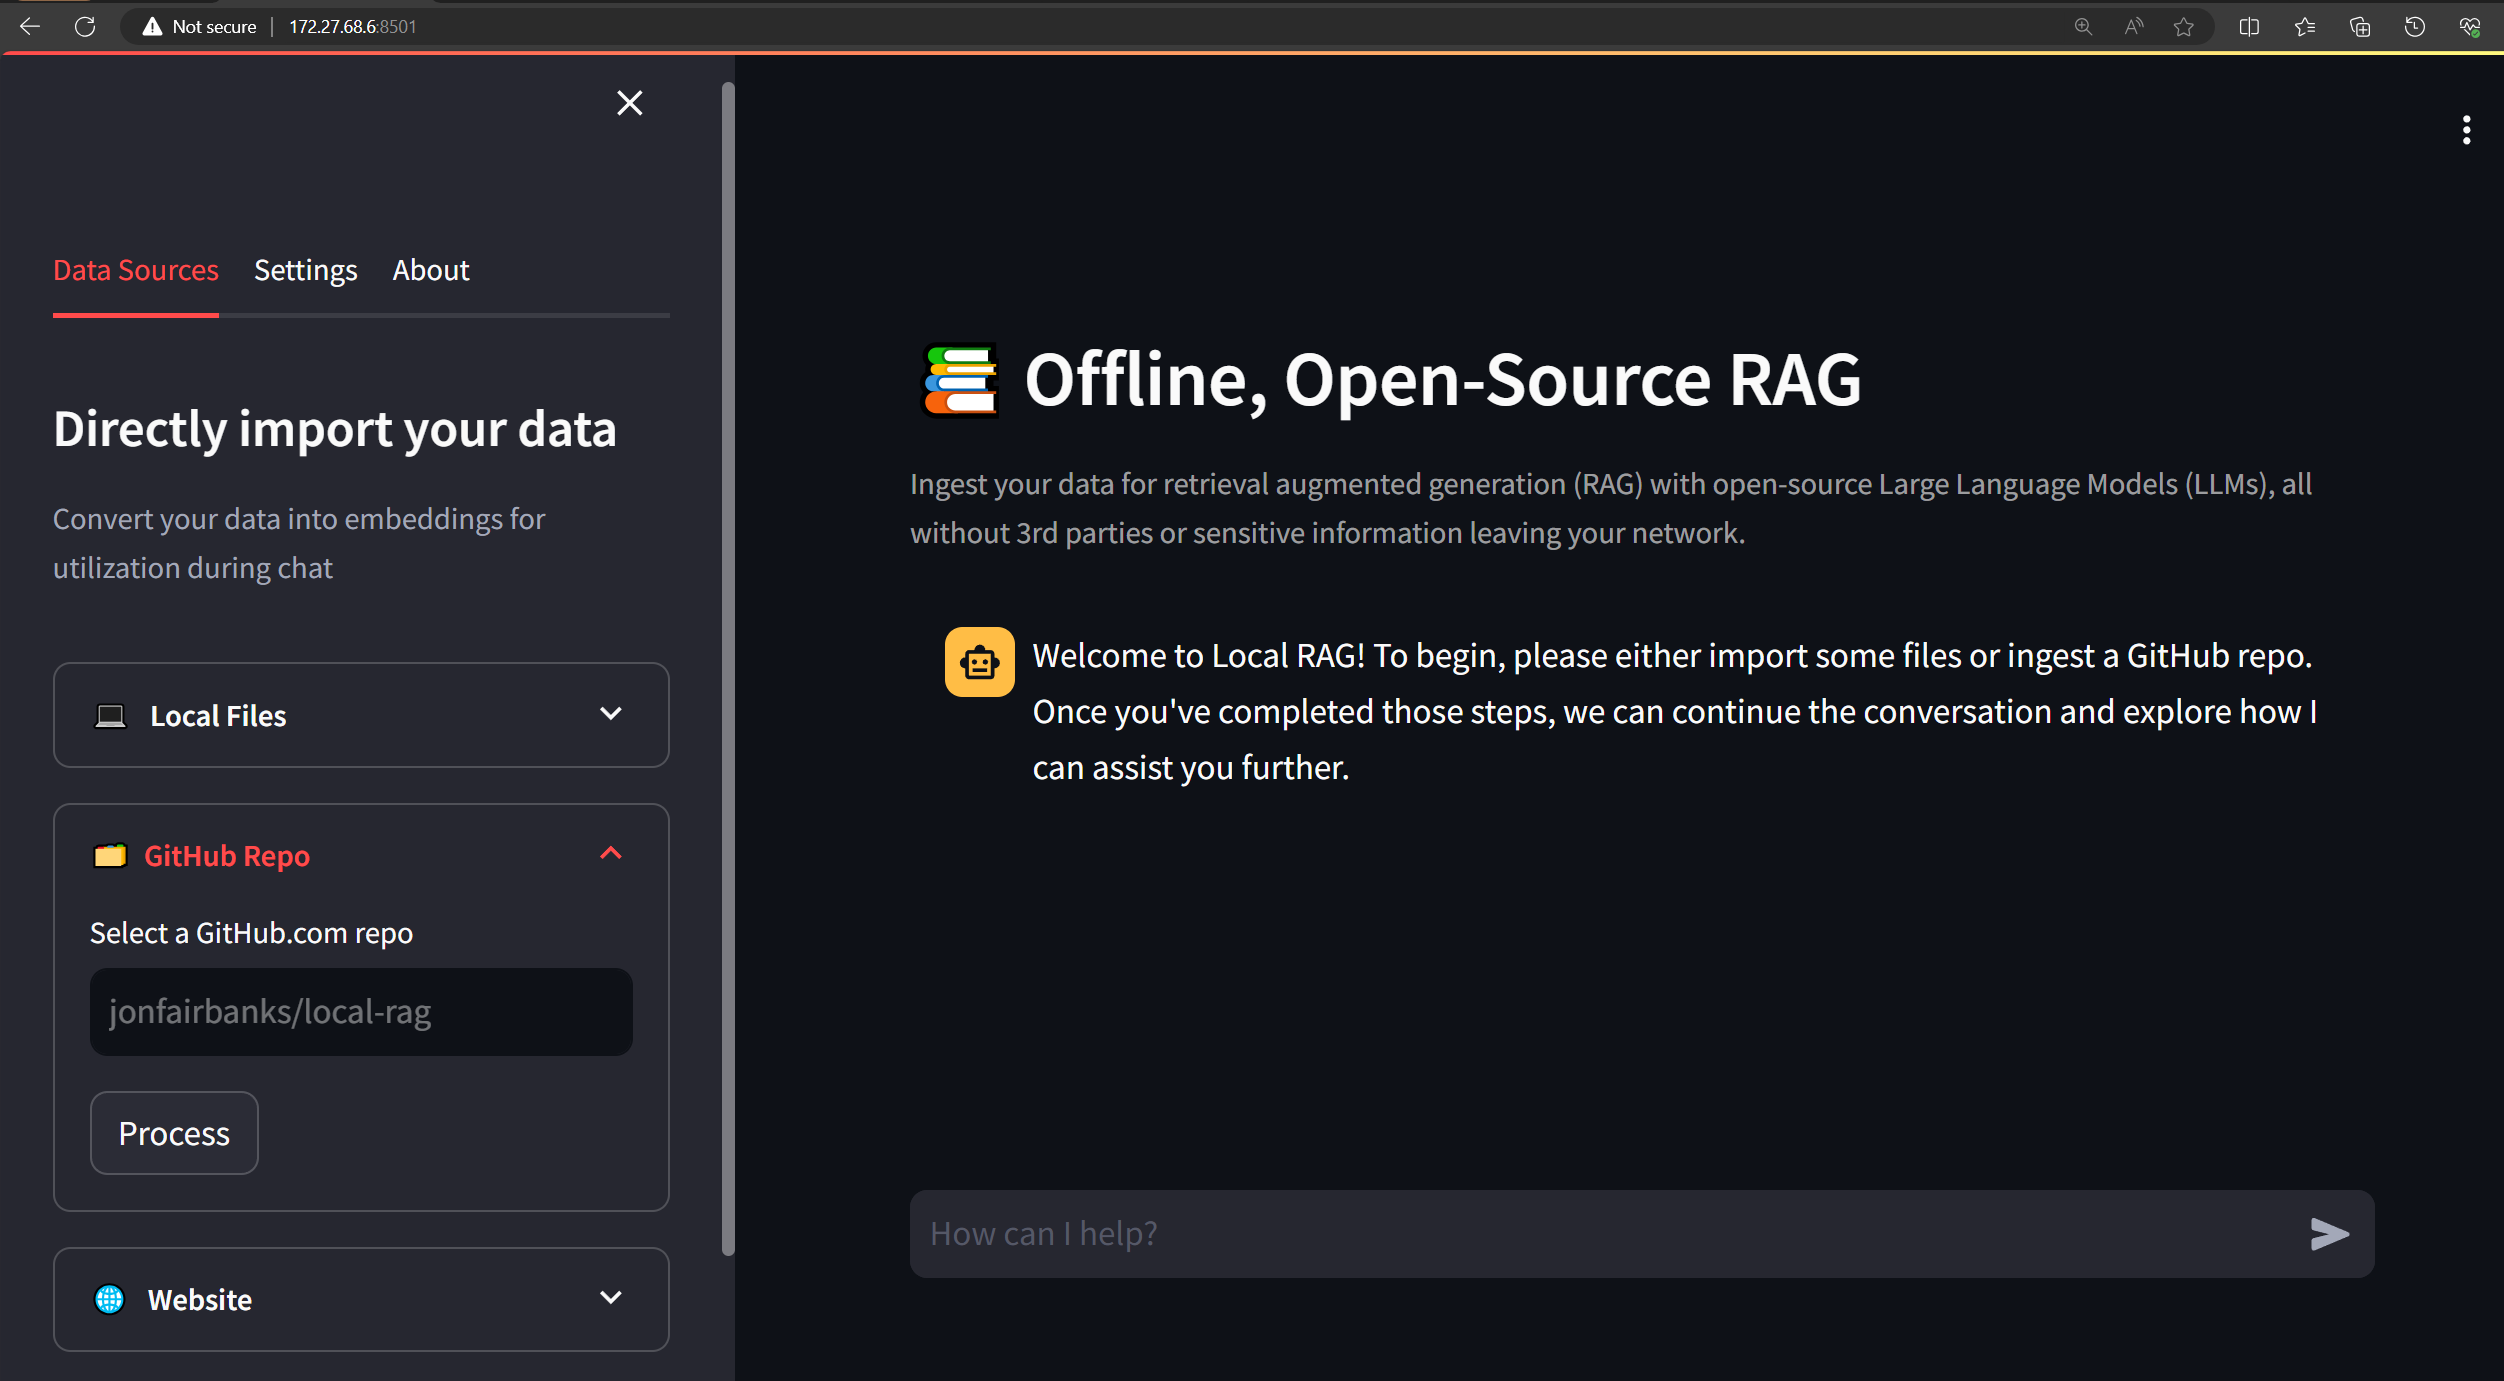 Not secure | 172.27.68.6:8501
Data Sources Settings About
Directly import your data
Convert your data into embeddings for
utilization during chat
Local Files
GitHub Repo
Select a GitHub.com repo
jonfairbanks/local-rag
Process
Website
Offline, Open-Source RAG
Ingest your data for retrieval augmented generation (RAG) with open-source Large Language Models (LLMs), all
without 3rd parties or sensitive information leaving your network.
Welcome to Local RAG! To begin, please either import some files or ingest a GitHub repo.
Once you've completed those steps, we can continue the conversation and explore how I
can assist you further.
How can I help?